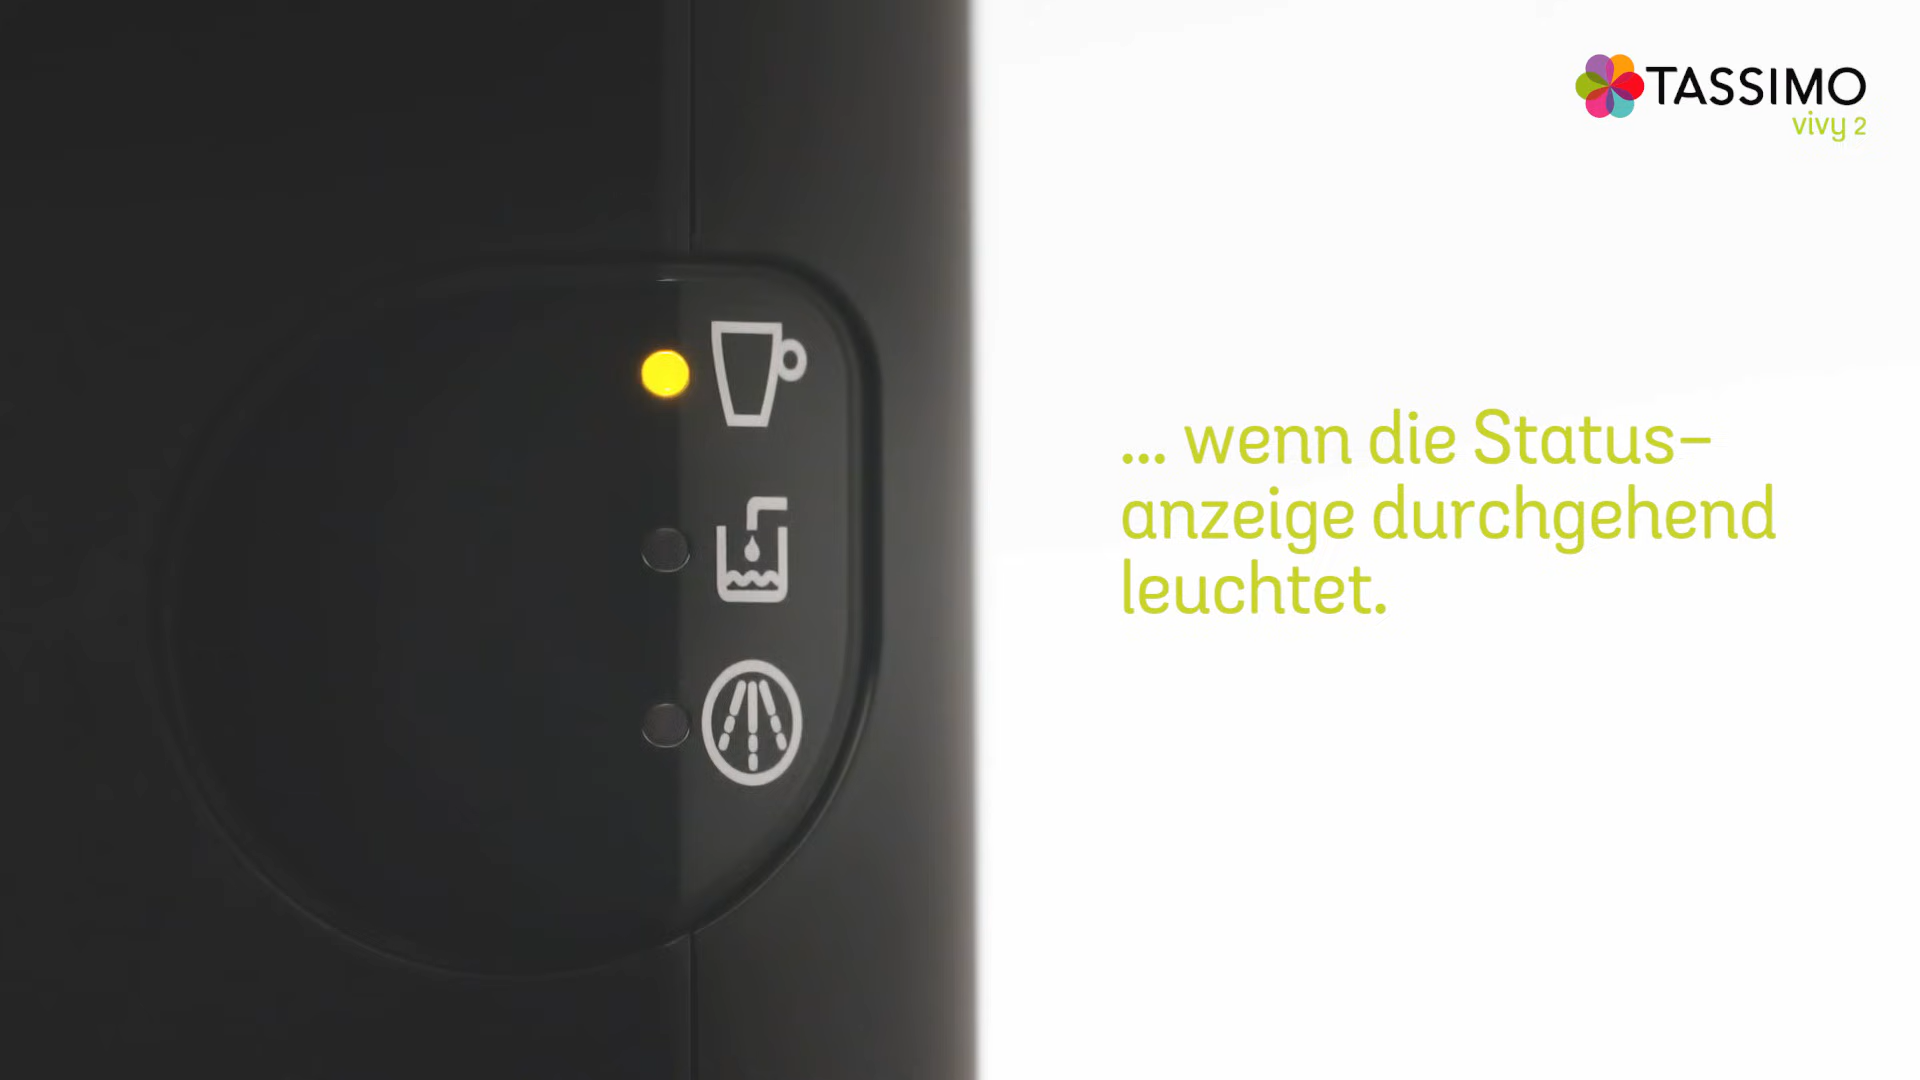 TASSIMO
vivy 2
... wenn die Status-
anzeige durchgehend
leuchtet.